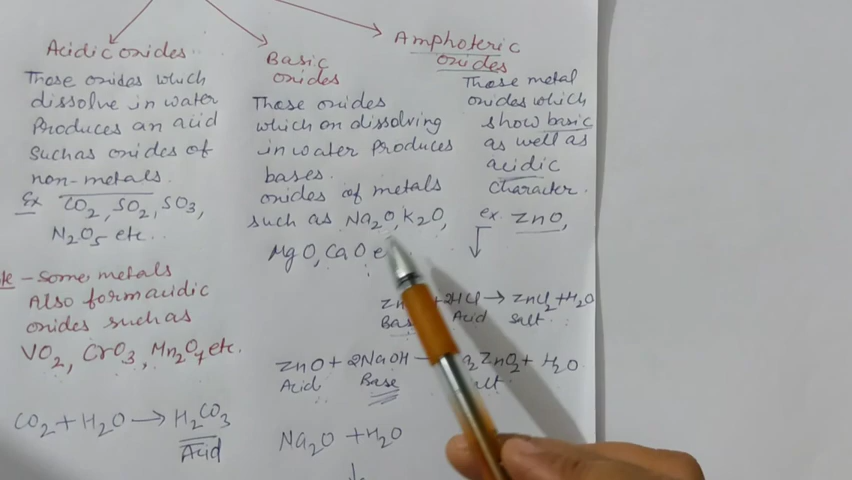 Acidic oxides
Those oxides which
dissolve in water
Produces an acid
Such as oxides of
non-metals.
Ex CO2, SO2, SO3,
N2O5 etc..
- Some metals
Also form acidic
oxides such as
VO2, CrO3, Mn2O7 etc.
CO2 + H2O → H2CO3
Acid
Basic
oxides
Those oxides
which on dissolving
in water Produces
bases.
oxides of metals
such as Na2O, K2O,
MgO, CaO
Amphoteric
oxides
Those metal
oxides which
show basic
as well as
acidic
character.
ex ZnO,
+ 2HCl → ZnCl2 + H2O
Acid Salt
ZnO + 2NaOH
Acid Base
ZnO2 + H2O
Na2O + H2O